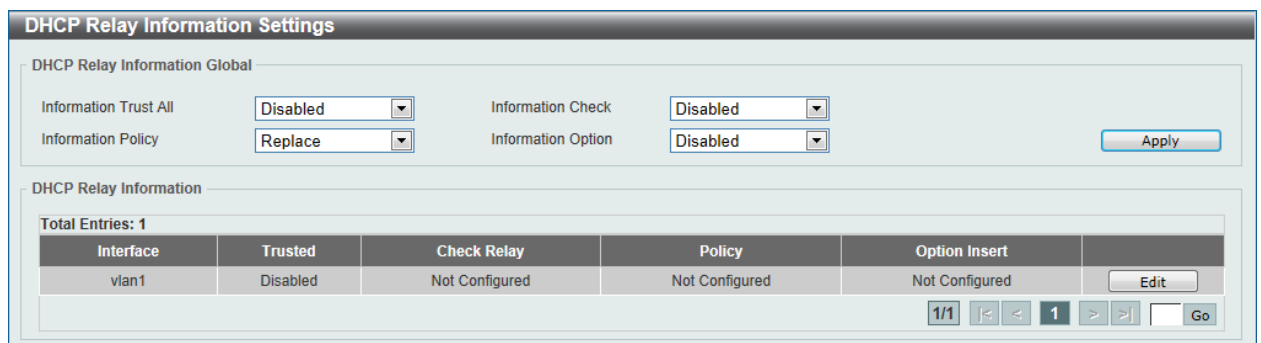 DHCP Relay Information Settings
DHCP Relay Information Global
Information Trust All Disabled Information Check Disabled
Information Policy Replace Information Option Disabled Apply
DHCP Relay Information
Total Entries: 1
Interface Trusted Check Relay Policy Option Insert
vlan1 Disabled Not Configured Not Configured Not Configured Edit
1/1 |< < 1 > >| Go